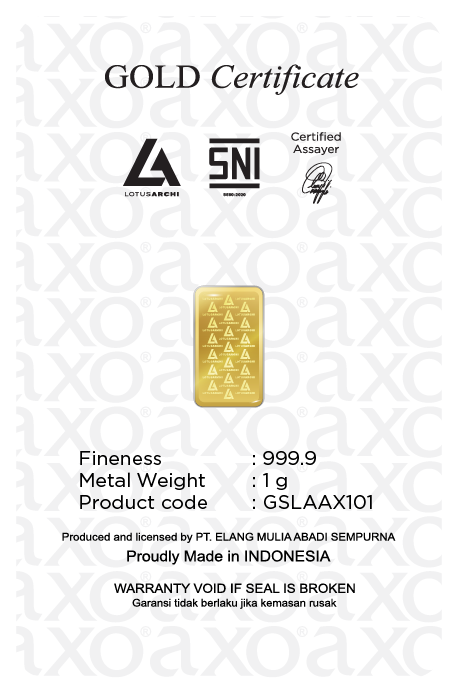 GOLD Certificate
LOTUSARCHI
SNI
Certified
Assayer
Fineness : 999.9
Metal Weight : 1 g
Product code : GSLAAX101
Produced and licensed by PT. ELANG MULIA ABADI SEMPURNA
Proudly Made in INDONESIA
WARRANTY VOID IF SEAL IS BROKEN
Garansi tidak berlaku jika kemasan rusak